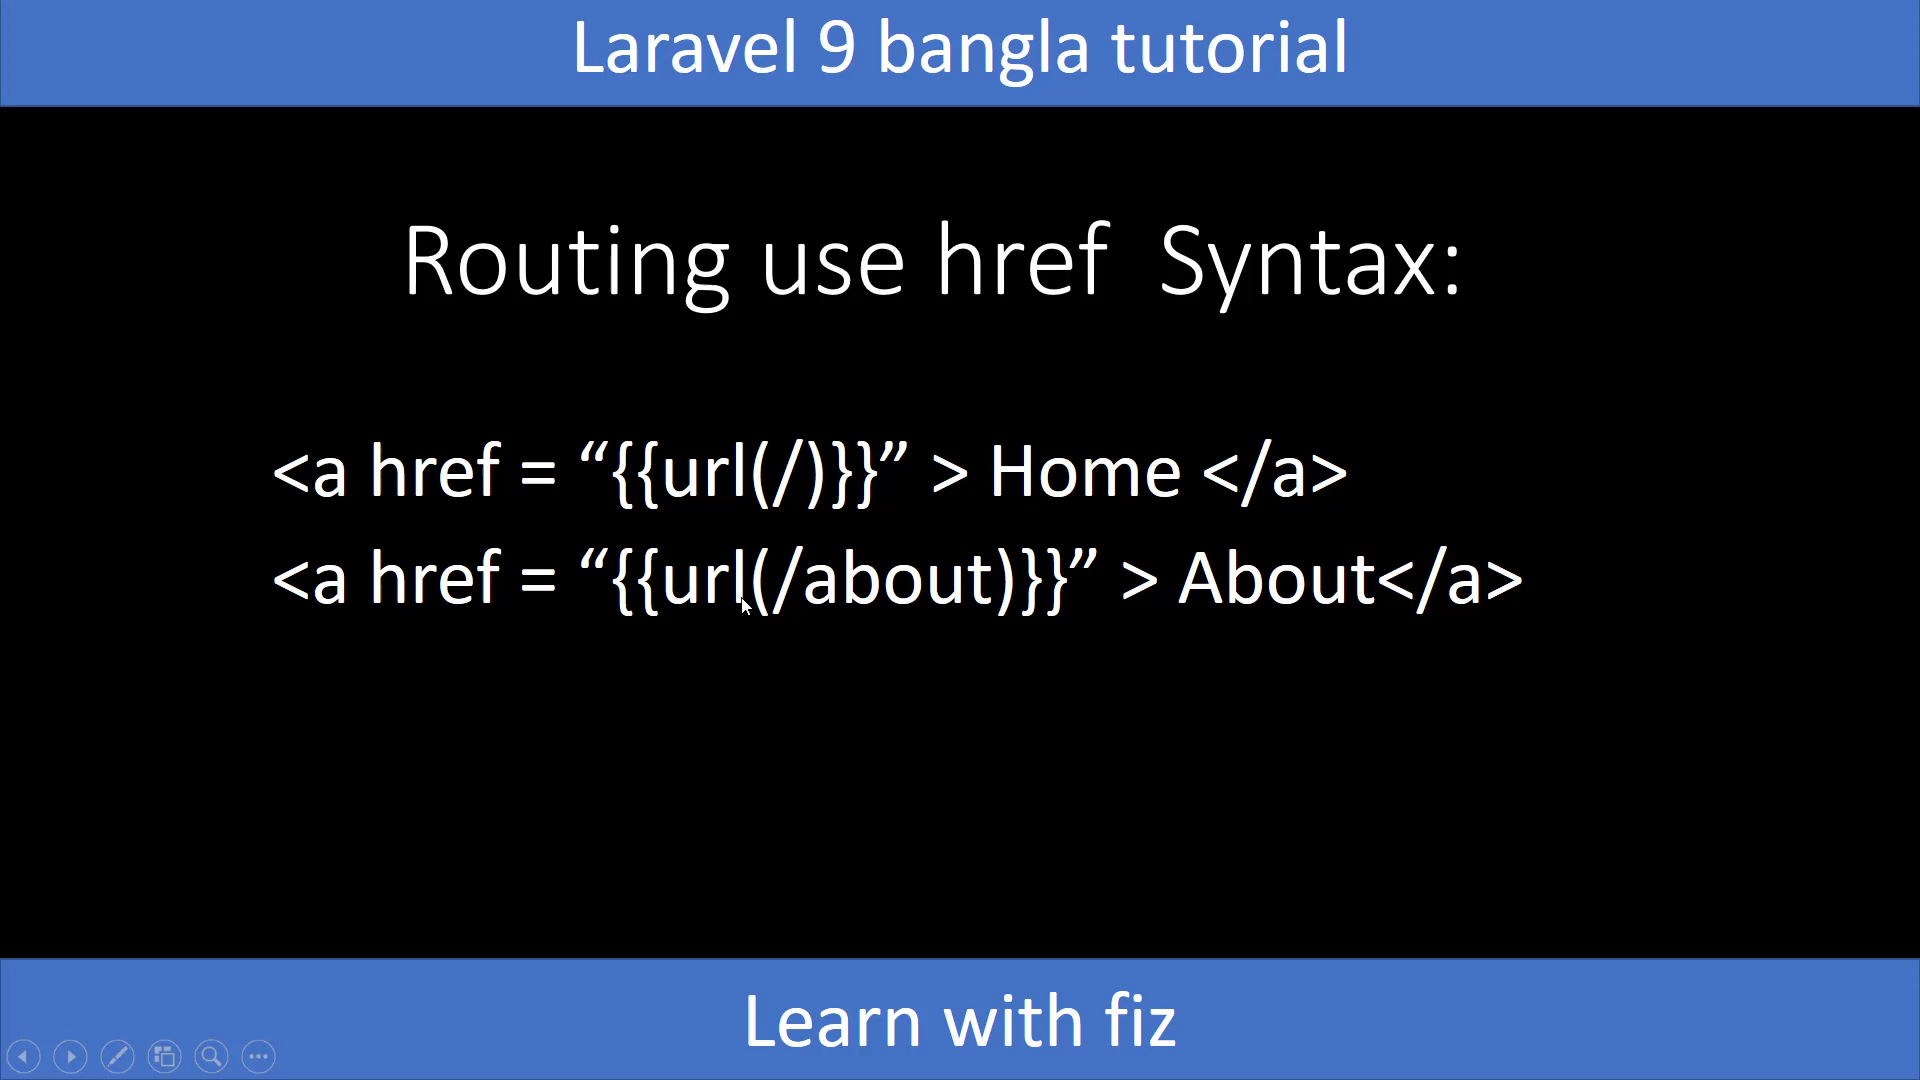 Laravel 9 bangla tutorial
Routing use href  Syntax:
<a href = “{{url(/)}}” > Home </a>
<a href = “{{url(/about)}}” > About</a>
Learn with fiz